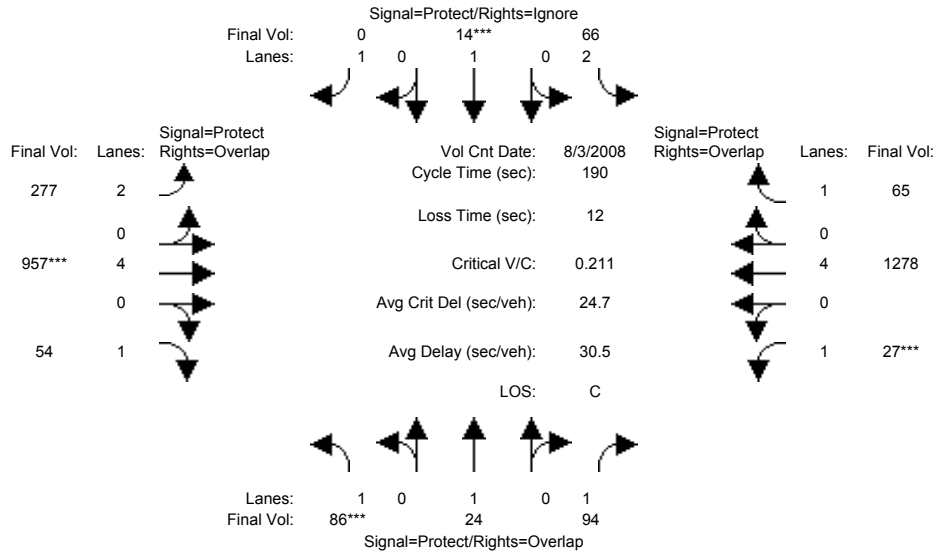 Signal=Protect/Rights=Ignore
Final Vol: 0 14*** 66
Lanes: 1 0 1 0 2
Signal=Protect
Final Vol: Lanes: Rights=Overlap
Vol Cnt Date: 8/3/2008
Signal=Protect
Rights=Overlap Lanes: Final Vol:
Cycle Time (sec): 190
277 2
1 65
Loss Time (sec): 12
0
0
957*** 4
Critical V/C: 0.211
4 1278
0
Avg Crit Del (sec/veh): 24.7
0
54 1
Avg Delay (sec/veh): 30.5
1 27***
LOS: C
Lanes: 1 0 1 0 1
Final Vol: 86*** 24 94
Signal=Protect/Rights=Overlap